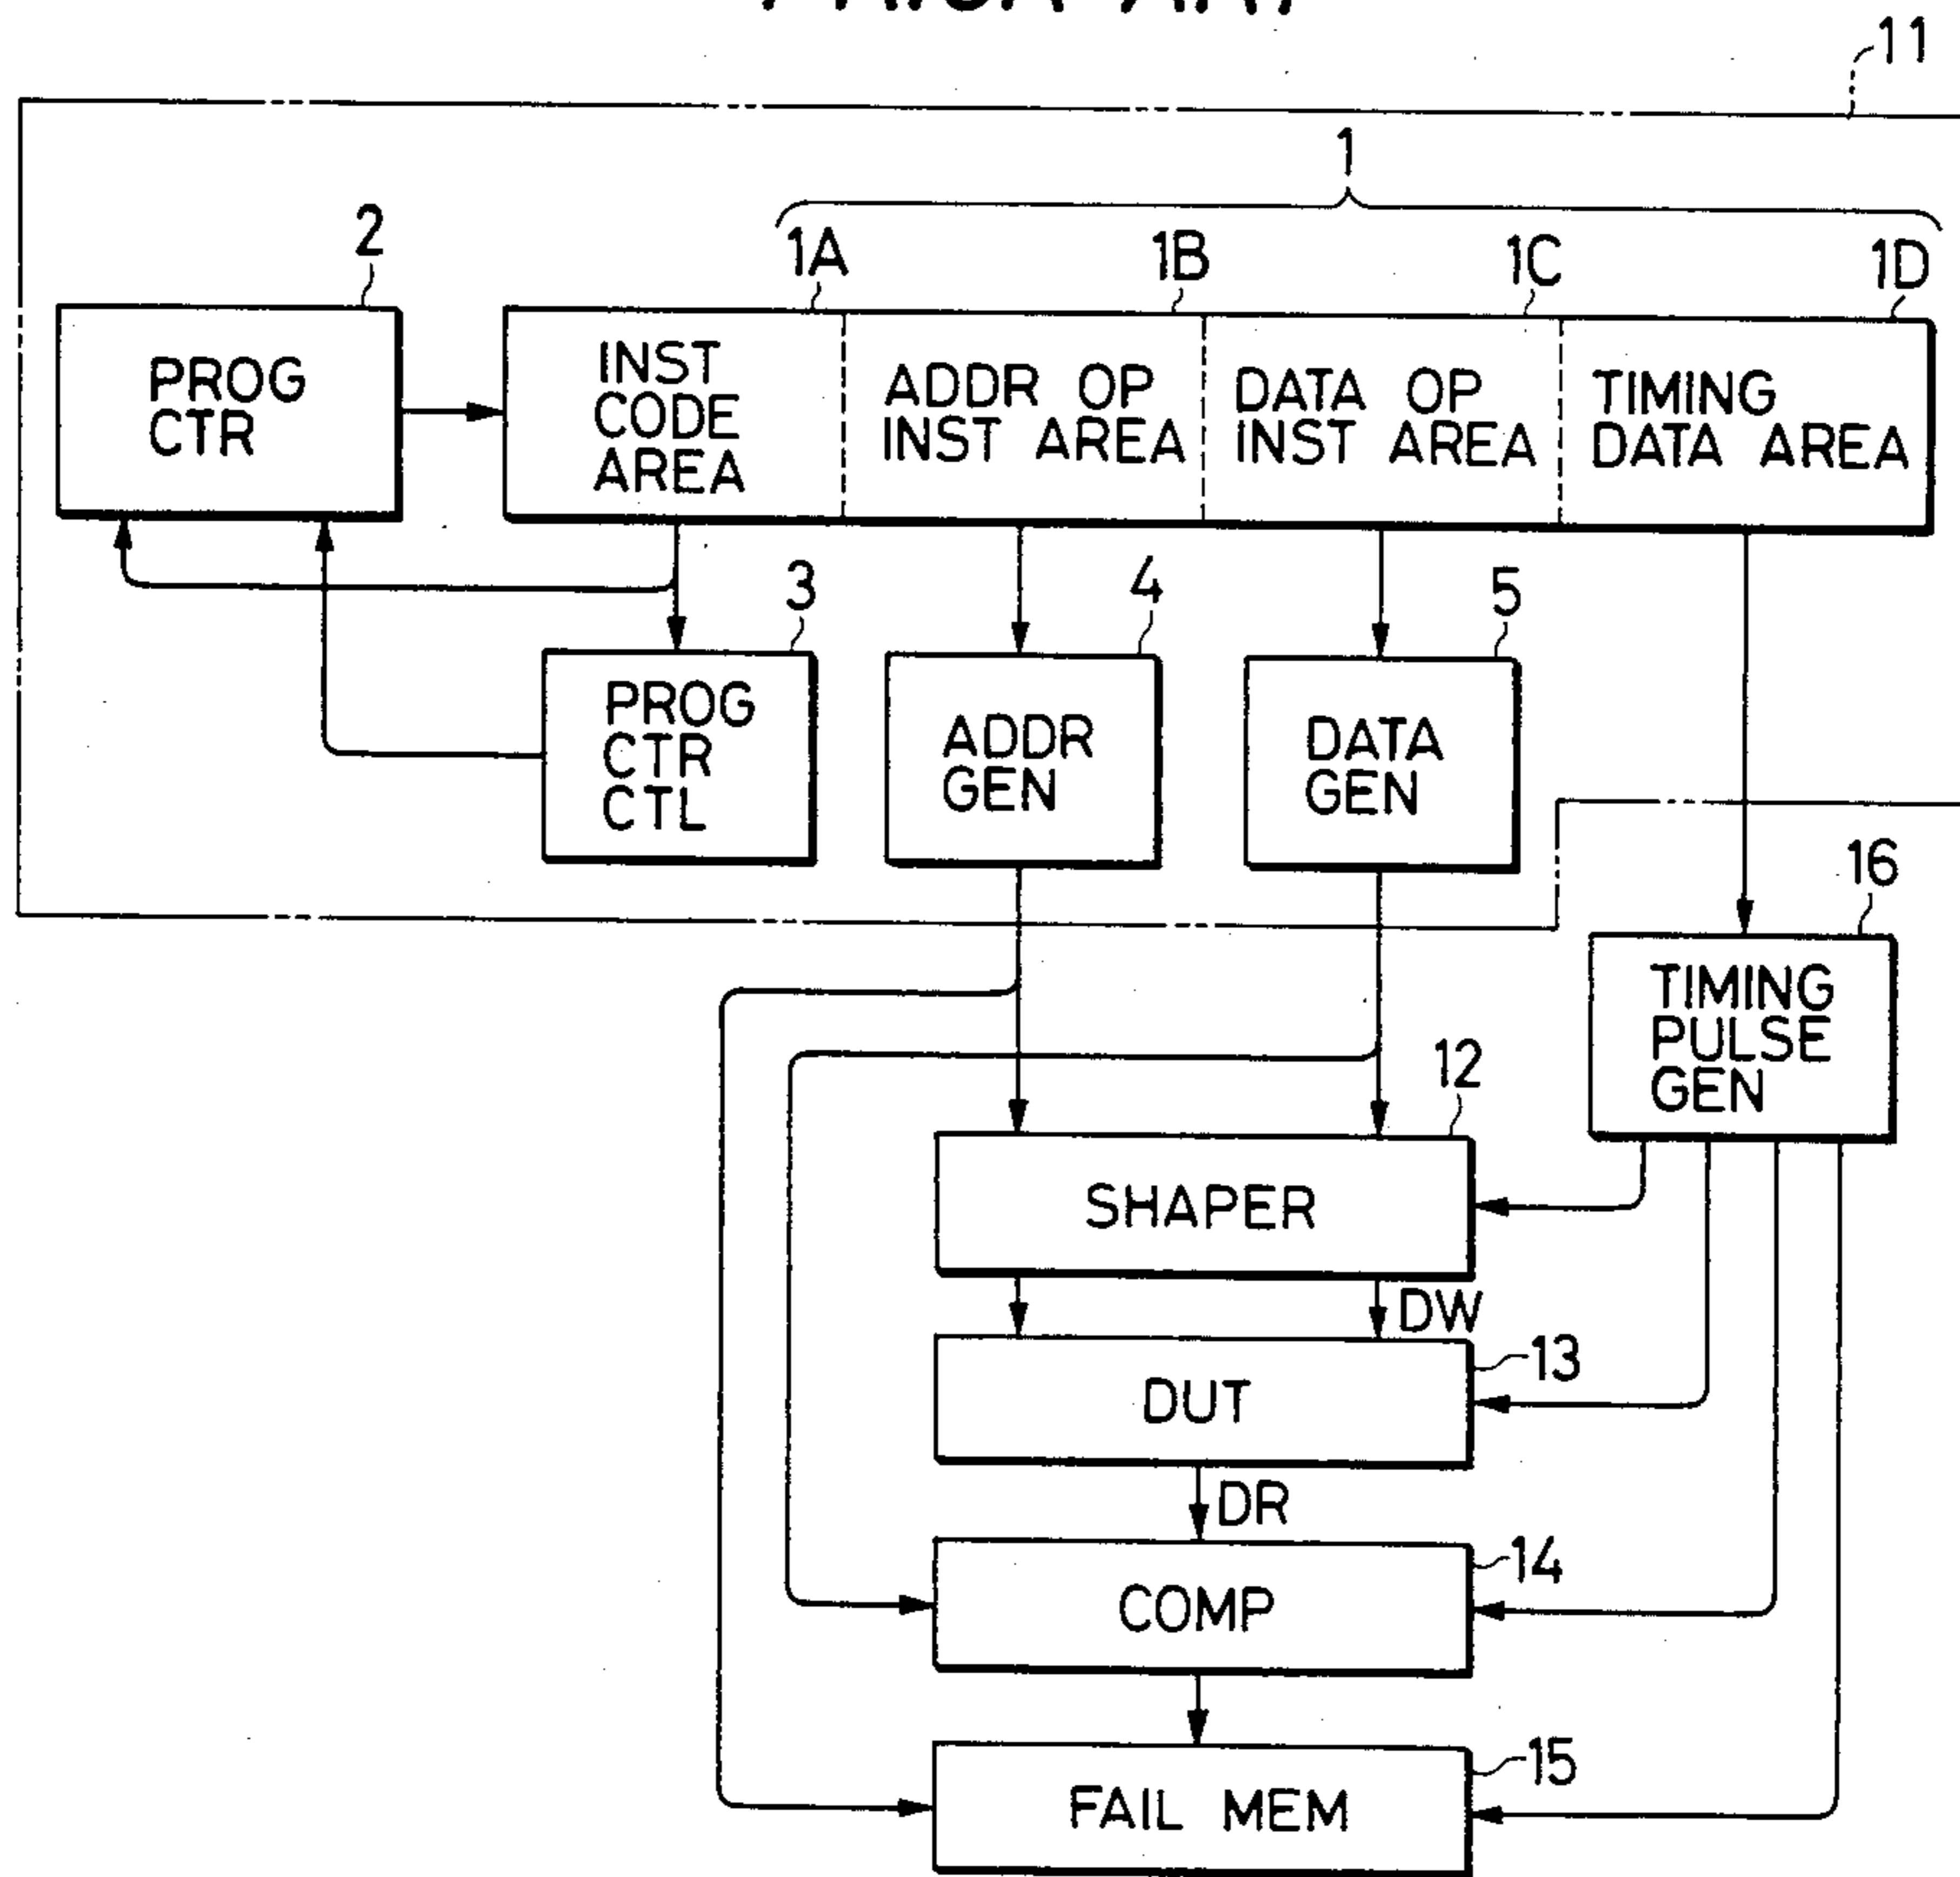 PRIOR ART
11
1
2
1A
1B
1C
1D
PROG
CTR
INST
CODE
AREA
ADDR OP
INST AREA
DATA OP
INST AREA
TIMING
DATA AREA
3
4
5
PROG
CTR
CTL
ADDR
GEN
DATA
GEN
16
TIMING
PULSE
GEN
12
SHAPER
DW
13
DUT
DR
14
COMP
15
FAIL MEM